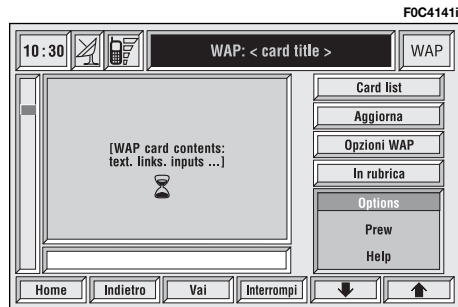 F0C4141i
10:30
WAP: < card title >
WAP
Card list
Aggiorna
[WAP card contents:
text. links. inputs ...]
Opzioni WAP
In rubrica
Options
Prew
Help
Home
Indietro
Vai
Interrompi